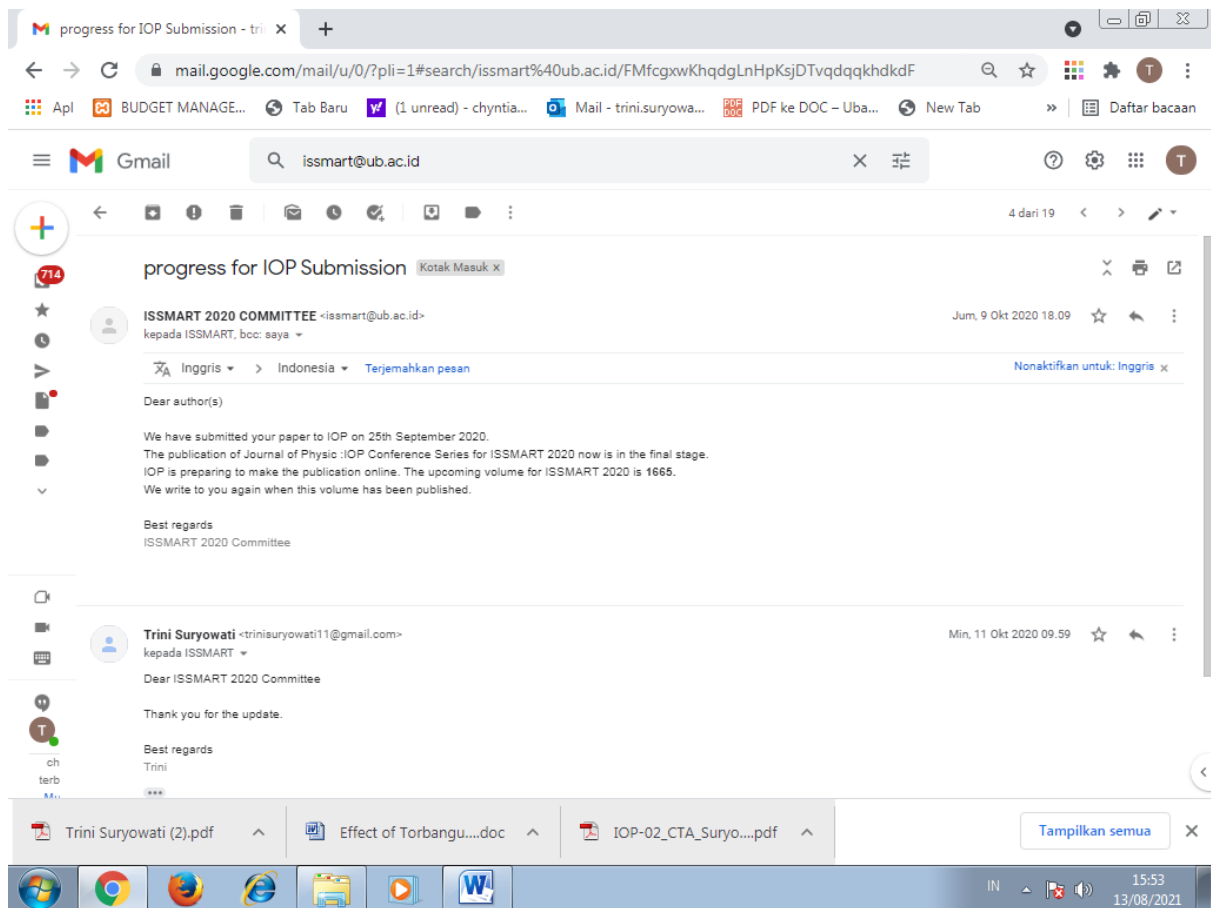 progress for IOP Submission - tri
mail.google.com/mail/u/0/?pli=1#search/issmart%40ub.ac.id/FMfcgxwKhqdgLnHpKsjDTvqdqqkhdkdF
T
Apl BUDGET MANAGE... Tab Baru (1 unread) - chyntia... Mail - trini.suryowa... PDF ke DOC – Uba... New Tab » Daftar bacaan
Gmail issmart@ub.ac.id T
4 dari 19
714
progress for IOP Submission Kotak Masuk x
ISSMART 2020 COMMITTEE <issmart@ub.ac.id> Jum, 9 Okt 2020 18.09
kepada ISSMART, bcc: saya
Inggris > Indonesia Terjemahkan pesan Nonaktifkan untuk: Inggris x
Dear author(s)
We have submitted your paper to IOP on 25th September 2020.
The publication of Journal of Physic :IOP Conference Series for ISSMART 2020 now is in the final stage.
IOP is preparing to make the publication online. The upcoming volume for ISSMART 2020 is 1665.
We write to you again when this volume has been published.
Best regards
ISSMART 2020 Committee
Trini Suryowati <trinisuryowati11@gmail.com> Min, 11 Okt 2020 09.59
kepada ISSMART
Dear ISSMART 2020 Committee
Thank you for the update.
Best regards
Trini
T
ch
terb
Trini Suryowati (2).pdf Effect of Torbangu....doc IOP-02_CTA_Suryo....pdf Tampilkan semua
IN 15:53
13/08/2021